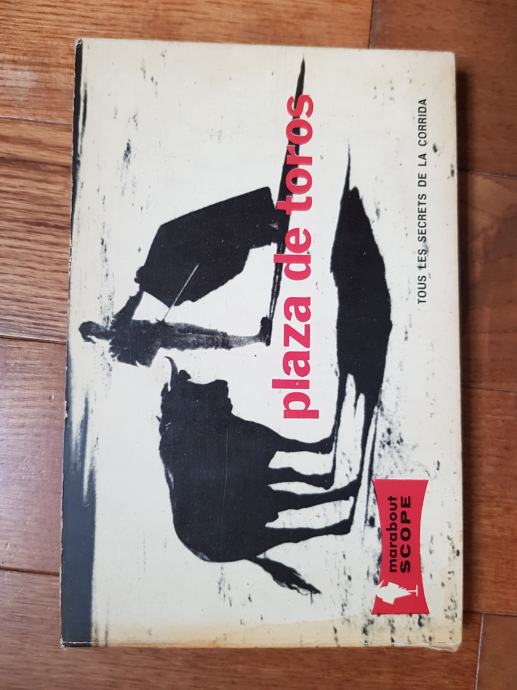 plaza de toros
TOUS LES SECRETS DE LA CORRIDA
marabout
SCOPE